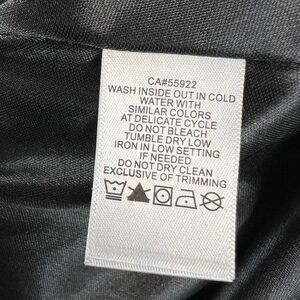 CA#55922
WASH INSIDE OUT IN COLD
WATER WITH
SIMILAR COLORS
AT DELICATE CYCLE
DO NOT BLEACH
TUMBLE DRY LOW
IRON IN LOW SETTING
IF NEEDED
DO NOT DRY CLEAN
EXCLUSIVE OF TRIMMING